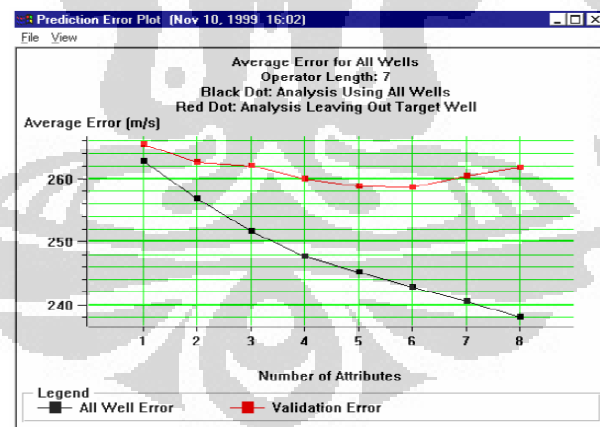 Prediction Error Plot (Nov 10, 1999 16:02)
File View
Average Error for All Wells
Operator Length: 7
Black Dot: Analysis Using All Wells
Red Dot: Analysis Leaving Out Target Well
Average Error (m/s)
260
250
240
1 2 3 4 5 6 7 8
Number of Attributes
Legend
All Well Error Validation Error